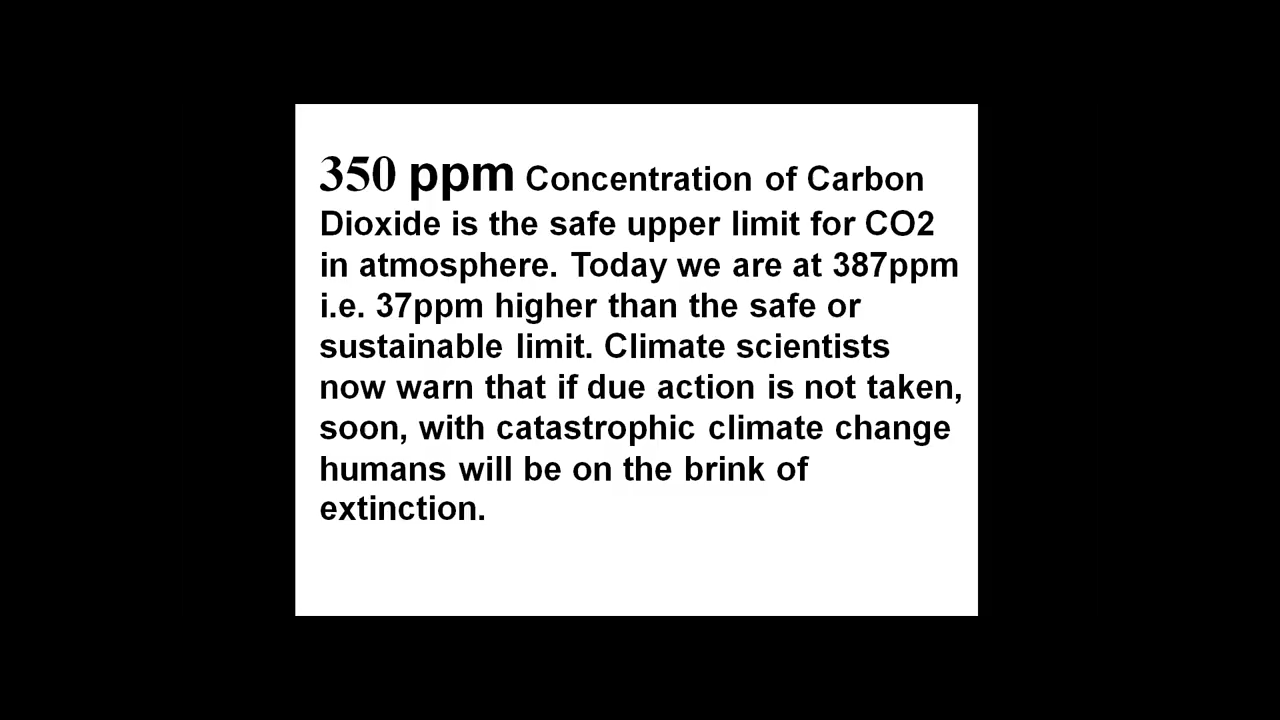 350 ppm Concentration of Carbon
Dioxide is the safe upper limit for CO2
in atmosphere. Today we are at 387ppm
i.e. 37ppm higher than the safe or
sustainable limit. Climate scientists
now warn that if due action is not taken,
soon, with catastrophic climate change
humans will be on the brink of
extinction.